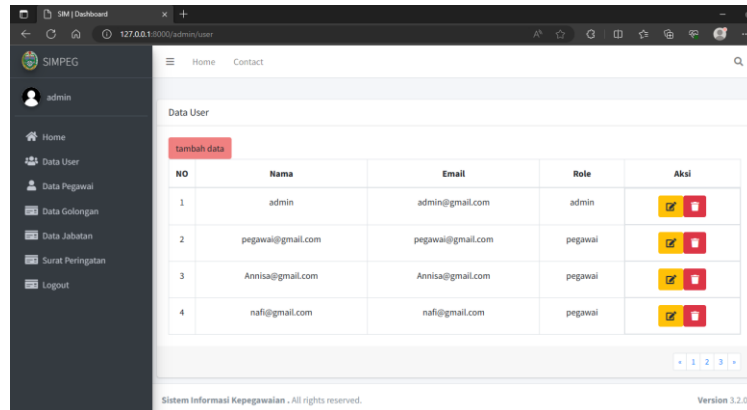 SIM | Dashboard
127.0.0.1:8000/admin/user
SIMPEG
Home Contact
admin
Home
Data User
Data Pegawai
Data Golongan
Data Jabatan
Surat Peringatan
Logout
Data User
tambah data
NO Nama Email Role Aksi
1 admin admin@gmail.com admin
2 pegawai@gmail.com pegawai@gmail.com pegawai
3 Annisa@gmail.com Annisa@gmail.com pegawai
4 nafi@gmail.com nafi@gmail.com pegawai
« 1 2 3 »
Sistem Informasi Kepegawaian . All rights reserved.
Version 3.2.0